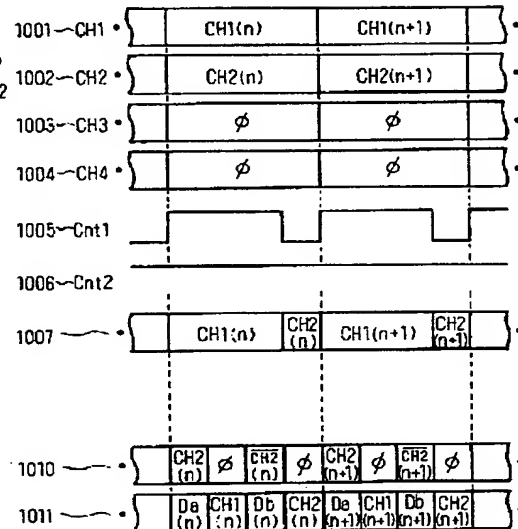 1001 CH1 CH1(n) CH1(n+1)
2
1002 CH2 CH2(n) CH2(n+1)
1003 CH3 ø ø
1004 CH4 ø ø
1005 Cnt1
1006 Cnt2
1007 CH1(n) CH2(n) CH1(n+1) CH2(n+1)
1010 CH2(n) ø C̅H̅2̅(n) ø CH2(n+1) ø C̅H̅2̅(n+1) ø
1011 Da(n) CH1(n) Db(n) CH2(n) Da(n+1) CH1(n+1) Db(n+1) CH2(n+1)